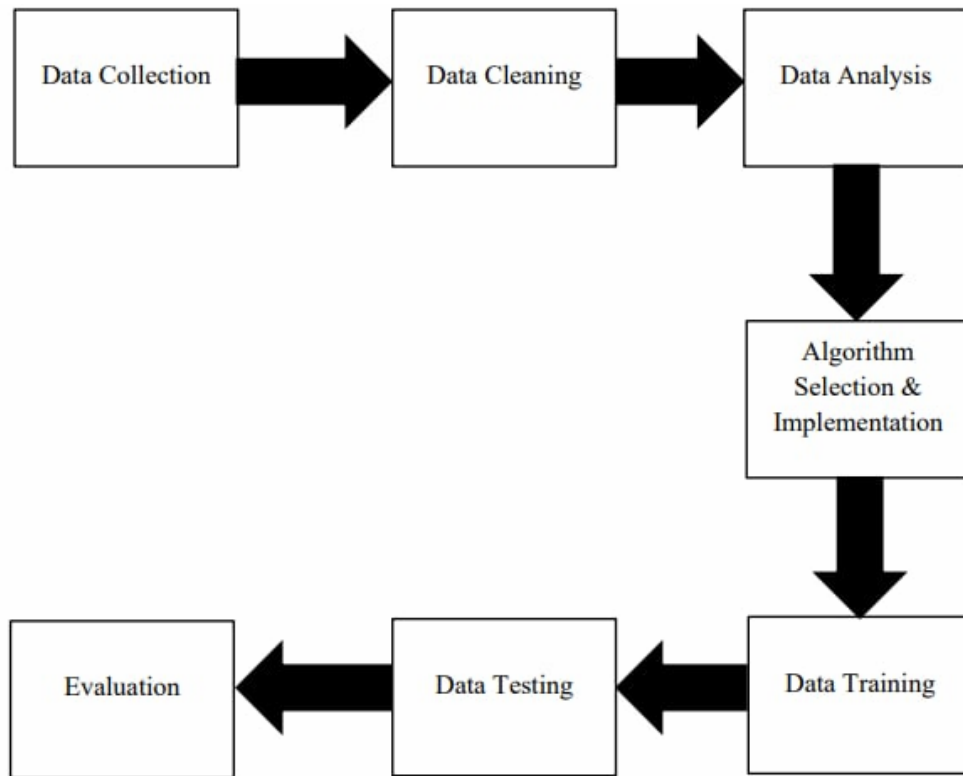 Data Collection
Data Cleaning
Data Analysis
Algorithm
Selection &
Implementation
Data Training
Data Testing
Evaluation